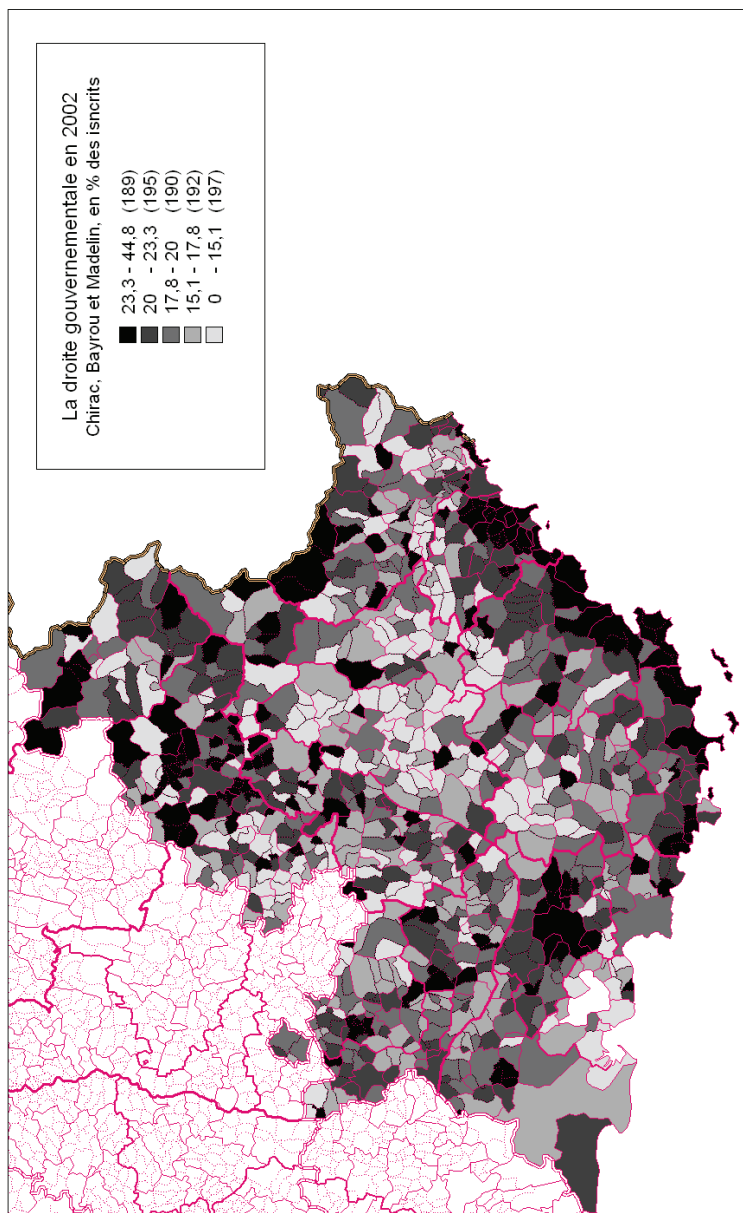 La droite gouvernementale en 2002
Chirac, Bayrou et Madelin, en % des isncrits
23,3 - 44,8 (189)
20 - 23,3 (195)
17,8 - 20 (190)
15,1 - 17,8 (192)
0 - 15,1 (197)